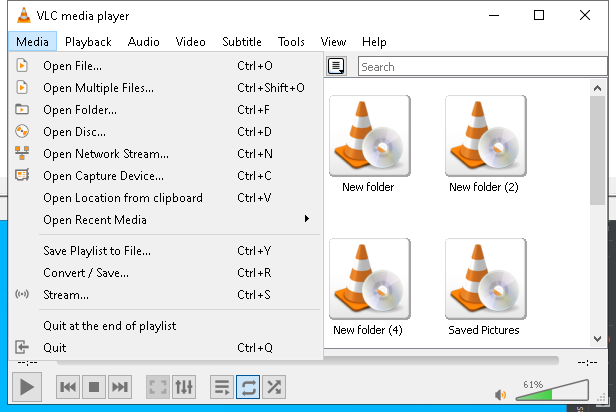 VLC media player
Media Playback Audio Video Subtitle Tools View Help
Open File... Ctrl+O
Open Multiple Files... Ctrl+Shift+O
Open Folder... Ctrl+F
Open Disc... Ctrl+D
Open Network Stream... Ctrl+N
Open Capture Device... Ctrl+C
Open Location from clipboard Ctrl+V
Open Recent Media
Save Playlist to File... Ctrl+Y
Convert / Save... Ctrl+R
Stream... Ctrl+S
Quit at the end of playlist
Quit Ctrl+Q
Search
New folder New folder (2)
New folder (4) Saved Pictures
--:-- --:--
61%